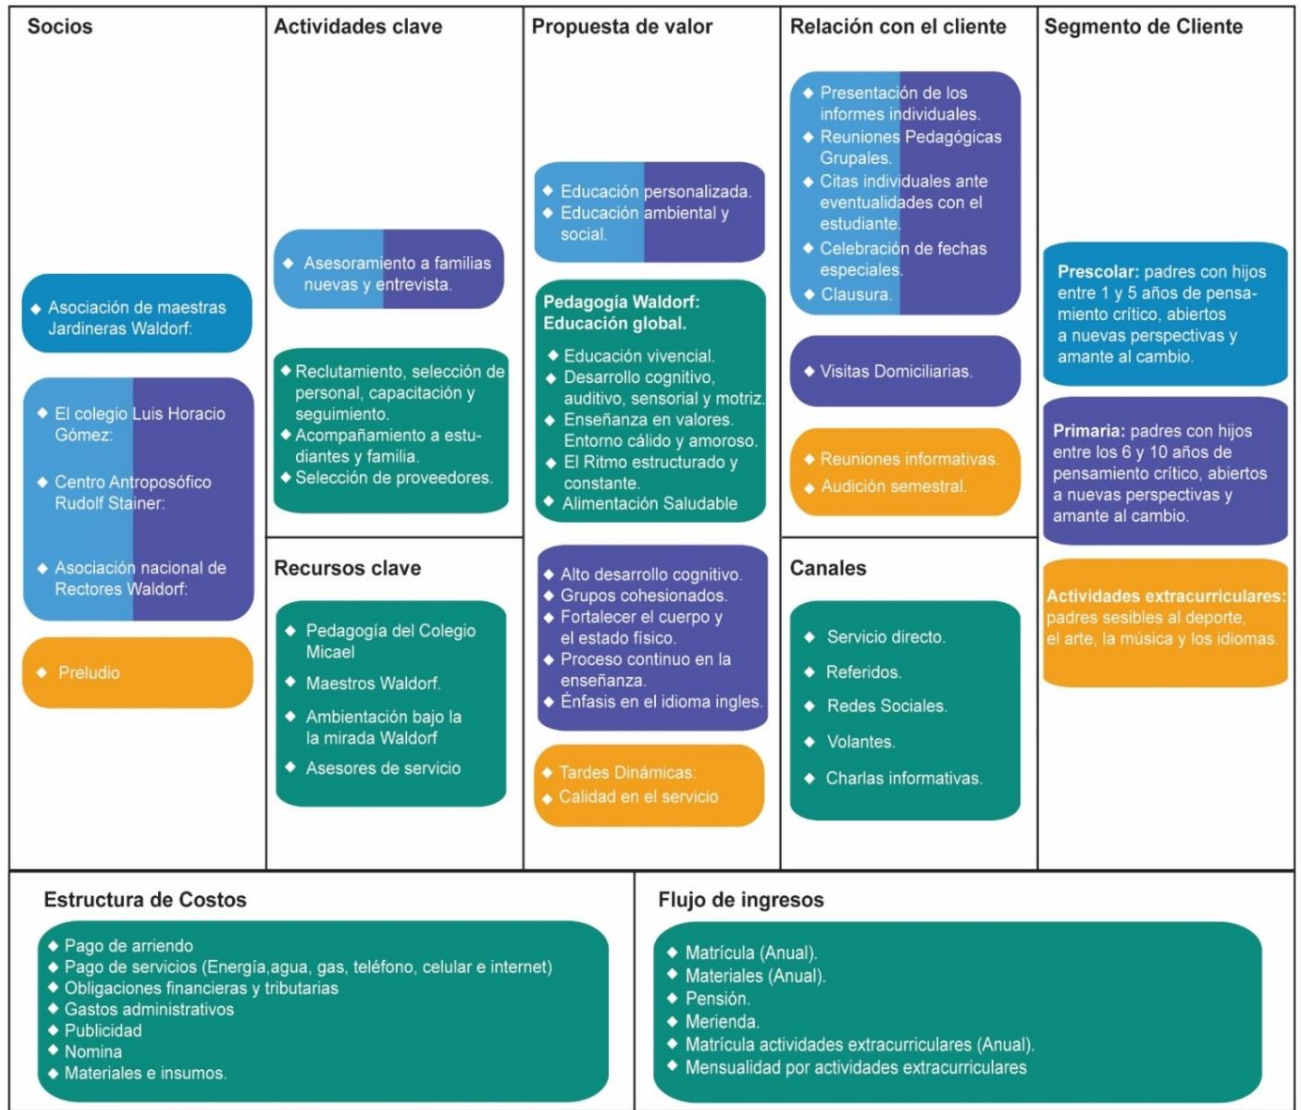 Socios
◆ Asociación de maestras
Jardineras Waldorf:
◆ El colegio Luis Horacio
Gómez:
◆ Centro Antroposófico
Rudolf Stainer:
◆ Asociación nacional de
Rectores Waldorf:
◆ Preludio
Actividades clave
◆ Asesoramiento a familias
nuevas y entrevista.
◆ Reclutamiento, selección de
personal, capacitación y
seguimiento.
◆ Acompañamiento a estu-
diantes y familia.
◆ Selección de proveedores.
Recursos clave
◆ Pedagogía del Colegio
Micael
◆ Maestros Waldorf.
◆ Ambientación bajo la
la mirada Waldorf
◆ Asesores de servicio
Propuesta de valor
◆ Educación personalizada.
◆ Educación ambiental y
social.
Pedagogía Waldorf:
Educación global.
◆ Educación vivencial.
◆ Desarrollo cognitivo,
auditivo, sensorial y motriz.
◆ Enseñanza en valores.
Entorno cálido y amoroso.
◆ El Ritmo estructurado y
constante.
◆ Alimentación Saludable
◆ Alto desarrollo cognitivo.
◆ Grupos cohesionados.
◆ Fortalecer el cuerpo y
el estado físico.
◆ Proceso continuo en la
enseñanza.
◆ Énfasis en el idioma ingles.
◆ Tardes Dinámicas:
◆ Calidad en el servicio
Relación con el cliente
◆ Presentación de los
informes individuales.
◆ Reuniones Pedagógicas
Grupales.
◆ Citas individuales ante
eventualidades con el
estudiante.
◆ Celebración de fechas
especiales.
◆ Clausura.
◆ Visitas Domiciliarias.
◆ Reuniones informativas.
◆ Audición semestral.
Canales
◆ Servicio directo.
◆ Referidos.
◆ Redes Sociales.
◆ Volantes.
◆ Charlas informativas.
Segmento de Cliente
Prescolar: padres con hijos
entre 1 y 5 años de pensa-
miento crítico, abiertos
a nuevas perspectivas y
amante al cambio.
Primaria: padres con hijos
entre los 6 y 10 años de
pensamiento crítico, abiertos
a nuevas perspectivas y
amante al cambio.
Actividades extracurriculares:
padres sesibles al deporte,
el arte, la música y los idiomas.
Estructura de Costos
◆ Pago de arriendo
◆ Pago de servicios (Energía,agua, gas, teléfono, celular e internet)
◆ Obligaciones financieras y tributarias
◆ Gastos administrativos
◆ Publicidad
◆ Nomina
◆ Materiales e insumos.
Flujo de ingresos
◆ Matrícula (Anual).
◆ Materiales (Anual).
◆ Pensión.
◆ Merienda.
◆ Matrícula actividades extracurriculares (Anual).
◆ Mensualidad por actividades extracurriculares